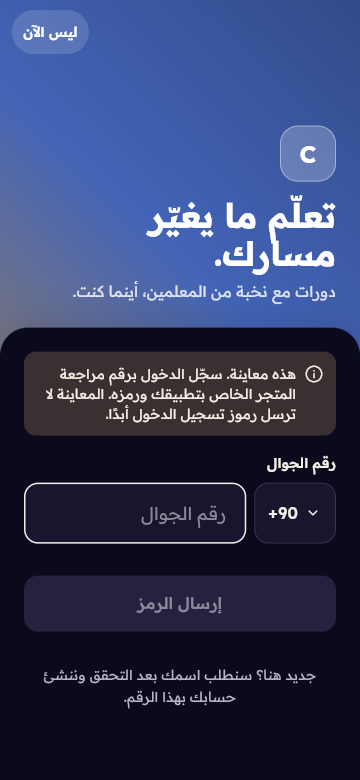 ليس الآن
C
تعلّم ما يغيّر
مسارك.
دورات مع نخبة من المعلمين، أينما كنت.
هذه معاينة. سجّل الدخول برقم مراجعة
المتجر الخاص بتطبيقك ورمزه. المعاينة لا
ترسل رموز تسجيل الدخول أبدًا.
رقم الجوال
+90
رقم الجوال
إرسال الرمز
جديد هنا؟ سنطلب اسمك بعد التحقق وننشئ
حسابك بهذا الرقم.